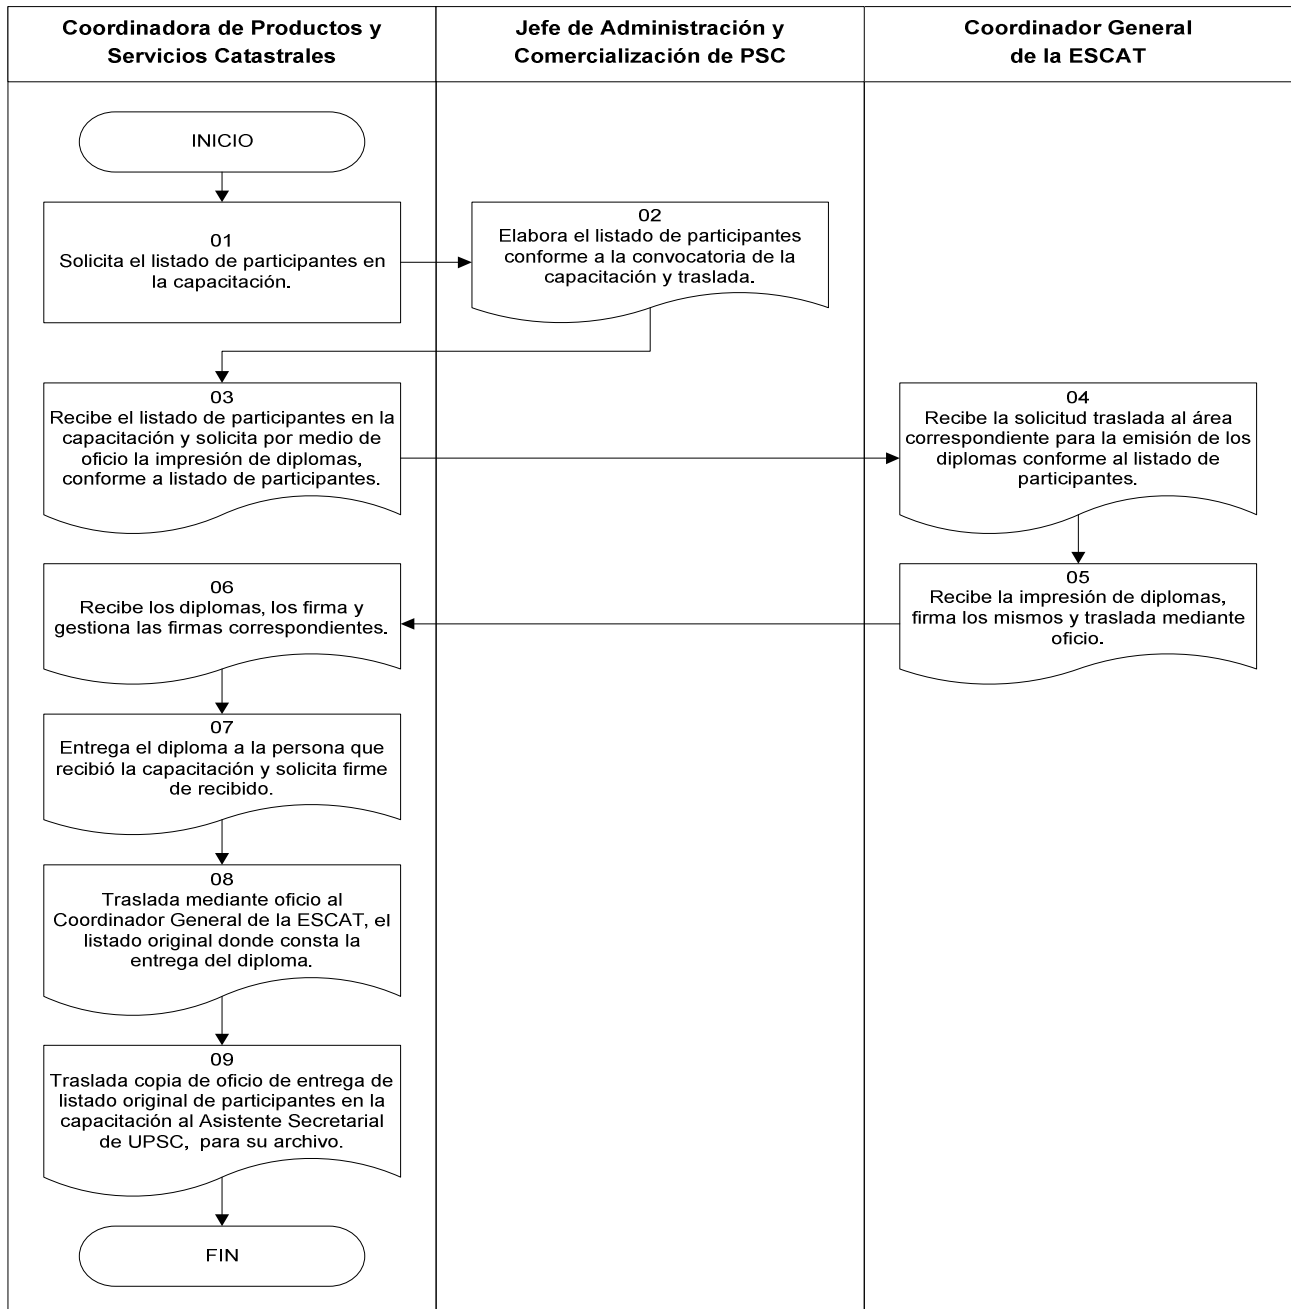 Coordinadora de Productos y
Servicios Catastrales
Jefe de Administración y
Comercialización de PSC
Coordinador General
de la ESCAT
INICIO
01
Solicita el listado de participantes en
la capacitación.
02
Elabora el listado de participantes
conforme a la convocatoria de la
capacitación y traslada.
03
Recibe el listado de participantes en la
capacitación y solicita por medio de
oficio la impresión de diplomas,
conforme a listado de participantes.
04
Recibe la solicitud traslada al área
correspondiente para la emisión de los
diplomas conforme al listado de
participantes.
05
Recibe la impresión de diplomas,
firma los mismos y traslada mediante
oficio.
06
Recibe los diplomas, los firma y
gestiona las firmas correspondientes.
07
Entrega el diploma a la persona que
recibió la capacitación y solicita firme
de recibido.
08
Traslada mediante oficio al
Coordinador General de la ESCAT, el
listado original donde consta la
entrega del diploma.
09
Traslada copia de oficio de entrega de
listado original de participantes en la
capacitación al Asistente Secretarial
de UPSC,  para su archivo.
FIN